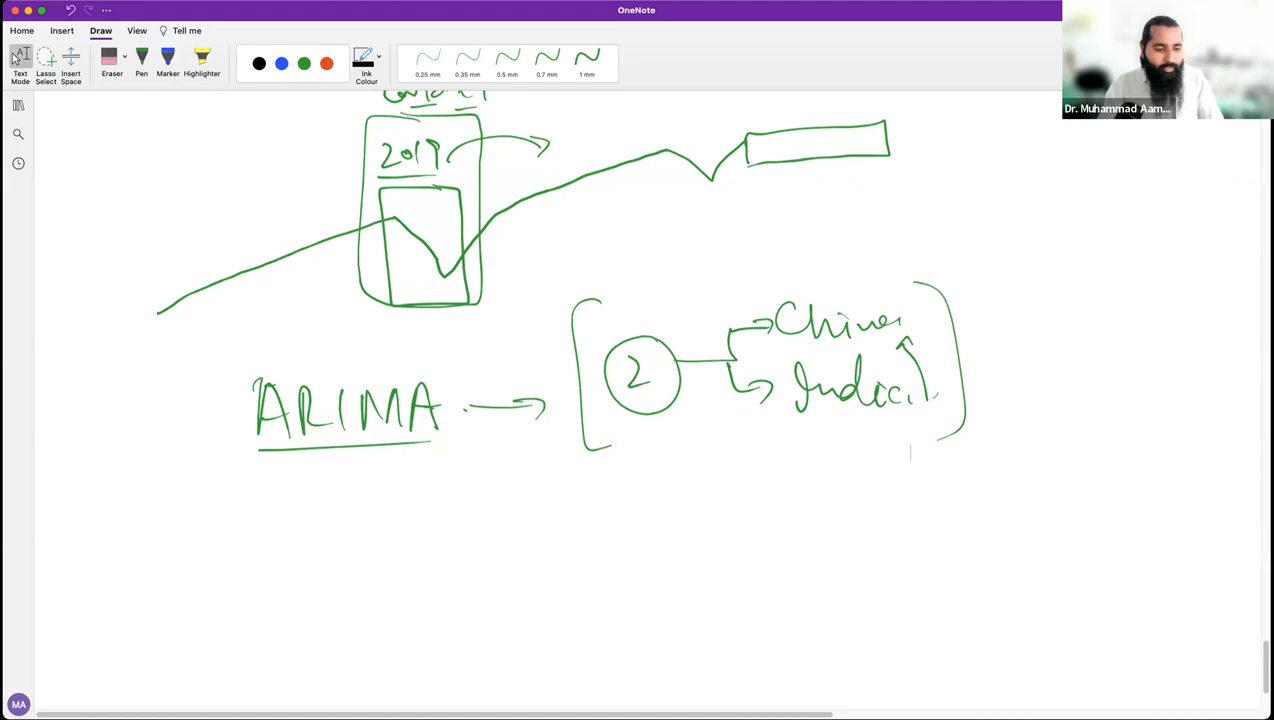 OneNote
Home Insert Draw View Tell me
Text Mode
Lasso Select
Insert Space
Eraser
Pen
Marker
Highlighter
Ink Colour
0.25 mm
0.35 mm
0.5 mm
0.7 mm
1 mm
Dr. Muhammad Aam...
2019
2
China
India
ARIMA
MA